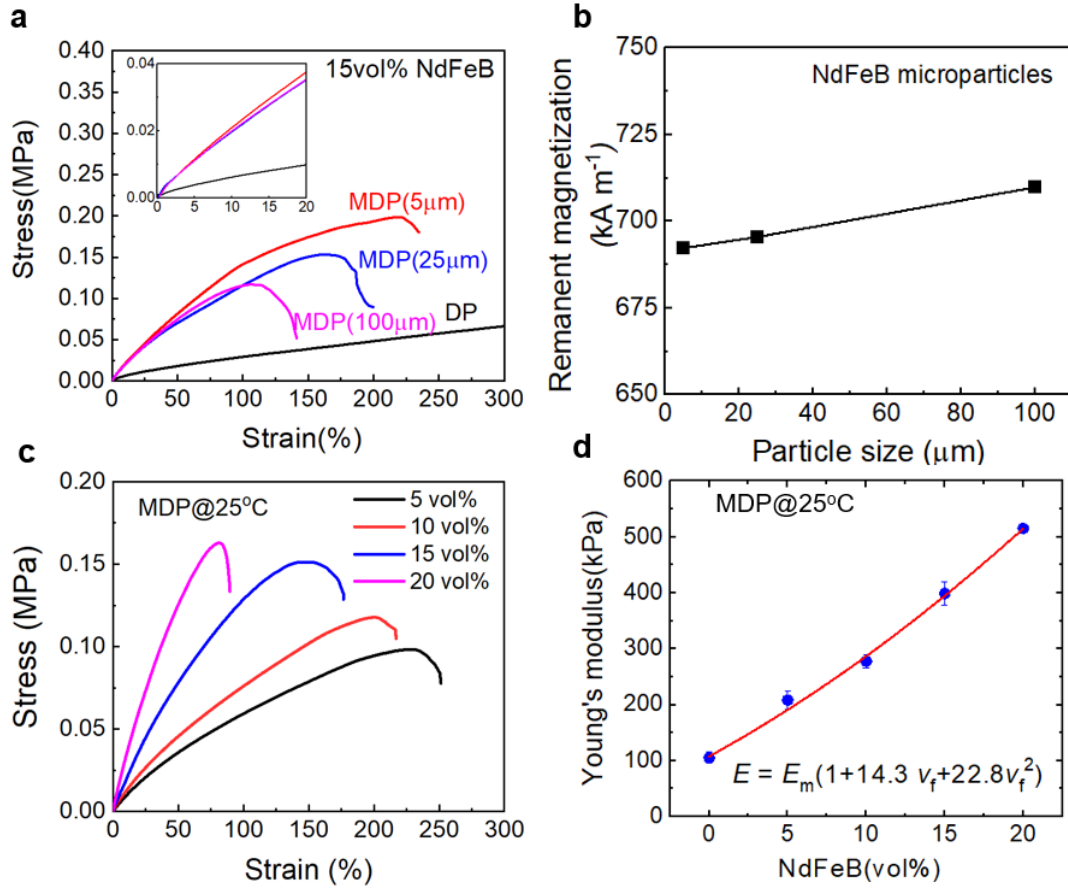 a
Stress(MPa)
0.40
0.35
0.30
0.25
0.20
0.15
0.10
0.05
0.00
0.04
0.02
0.00
0 5 10 15 20
15vol% NdFeB
MDP(5μm)
MDP(25μm)
MDP(100μm)
DP
0 50 100 150 200 250 300
Strain(%)
b
Remanent magnetization
(kA m-1)
750
725
700
675
650
NdFeB microparticles
0 20 40 60 80 100
Particle size (μm)
c
Stress (MPa)
0.20
0.15
0.10
0.05
0.00
MDP@25oC
5 vol%
10 vol%
15 vol%
20 vol%
0 50 100 150 200 250 300
Strain (%)
d
Young's modulus(kPa)
600
500
400
300
200
100
0
MDP@25oC
E = Em(1+14.3 vf+22.8vf2)
0 5 10 15 20
NdFeB(vol%)